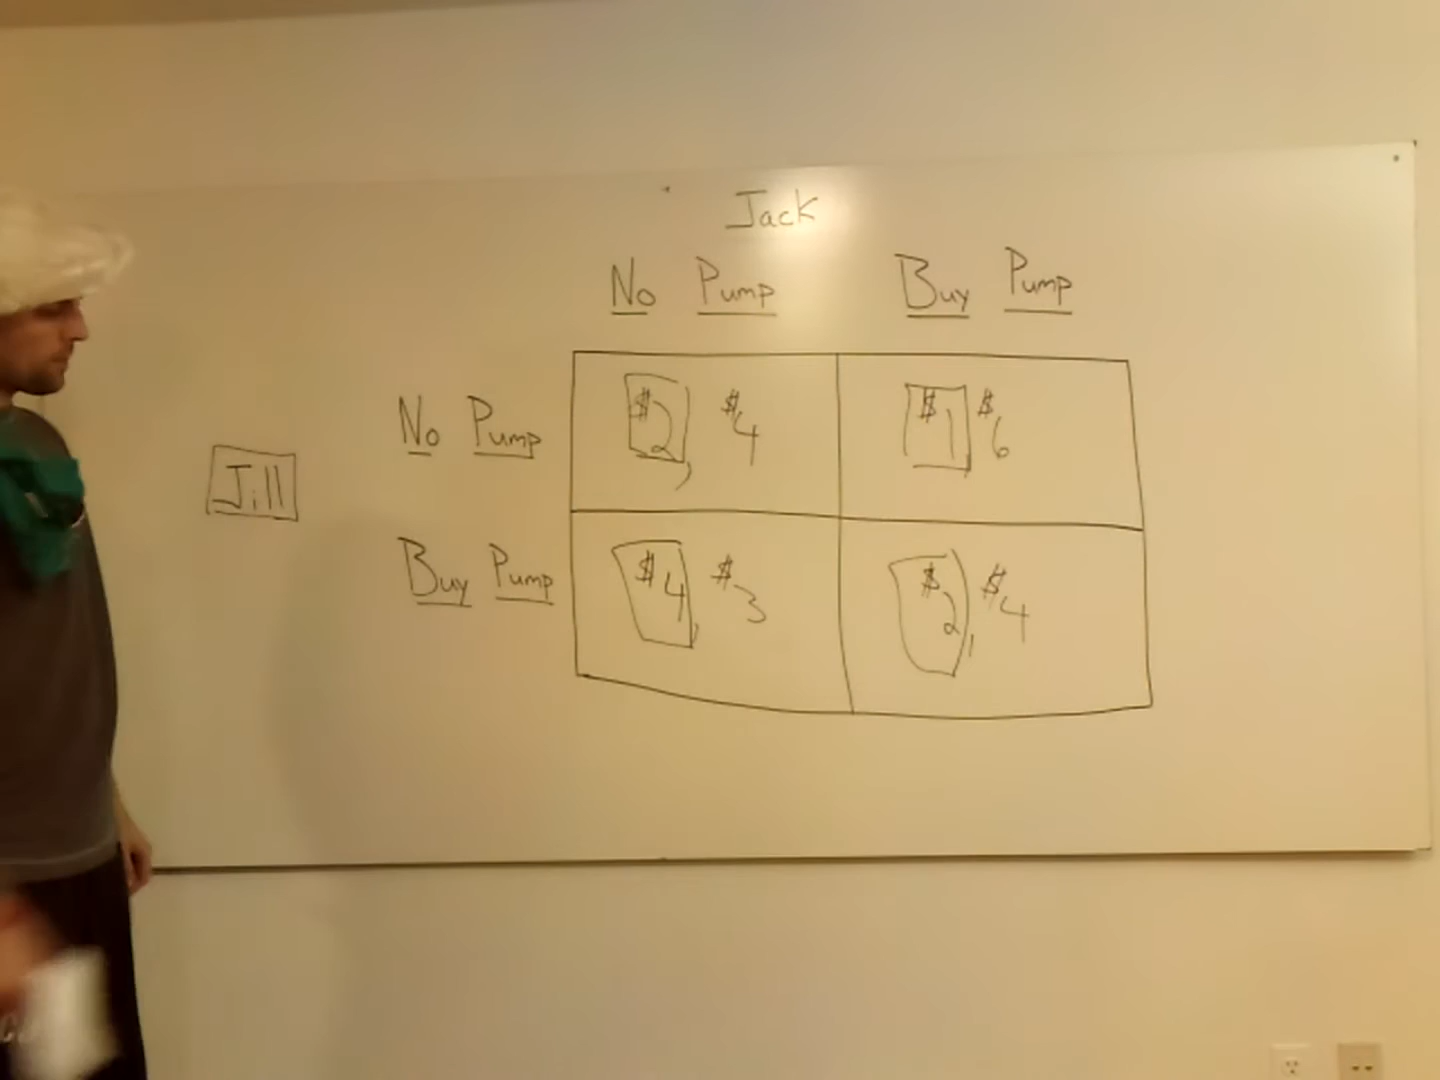 Jack
No Pump Buy Pump
No Pump $2, $4 $1, $6
Jill
Buy Pump $4, $3 $2, $4